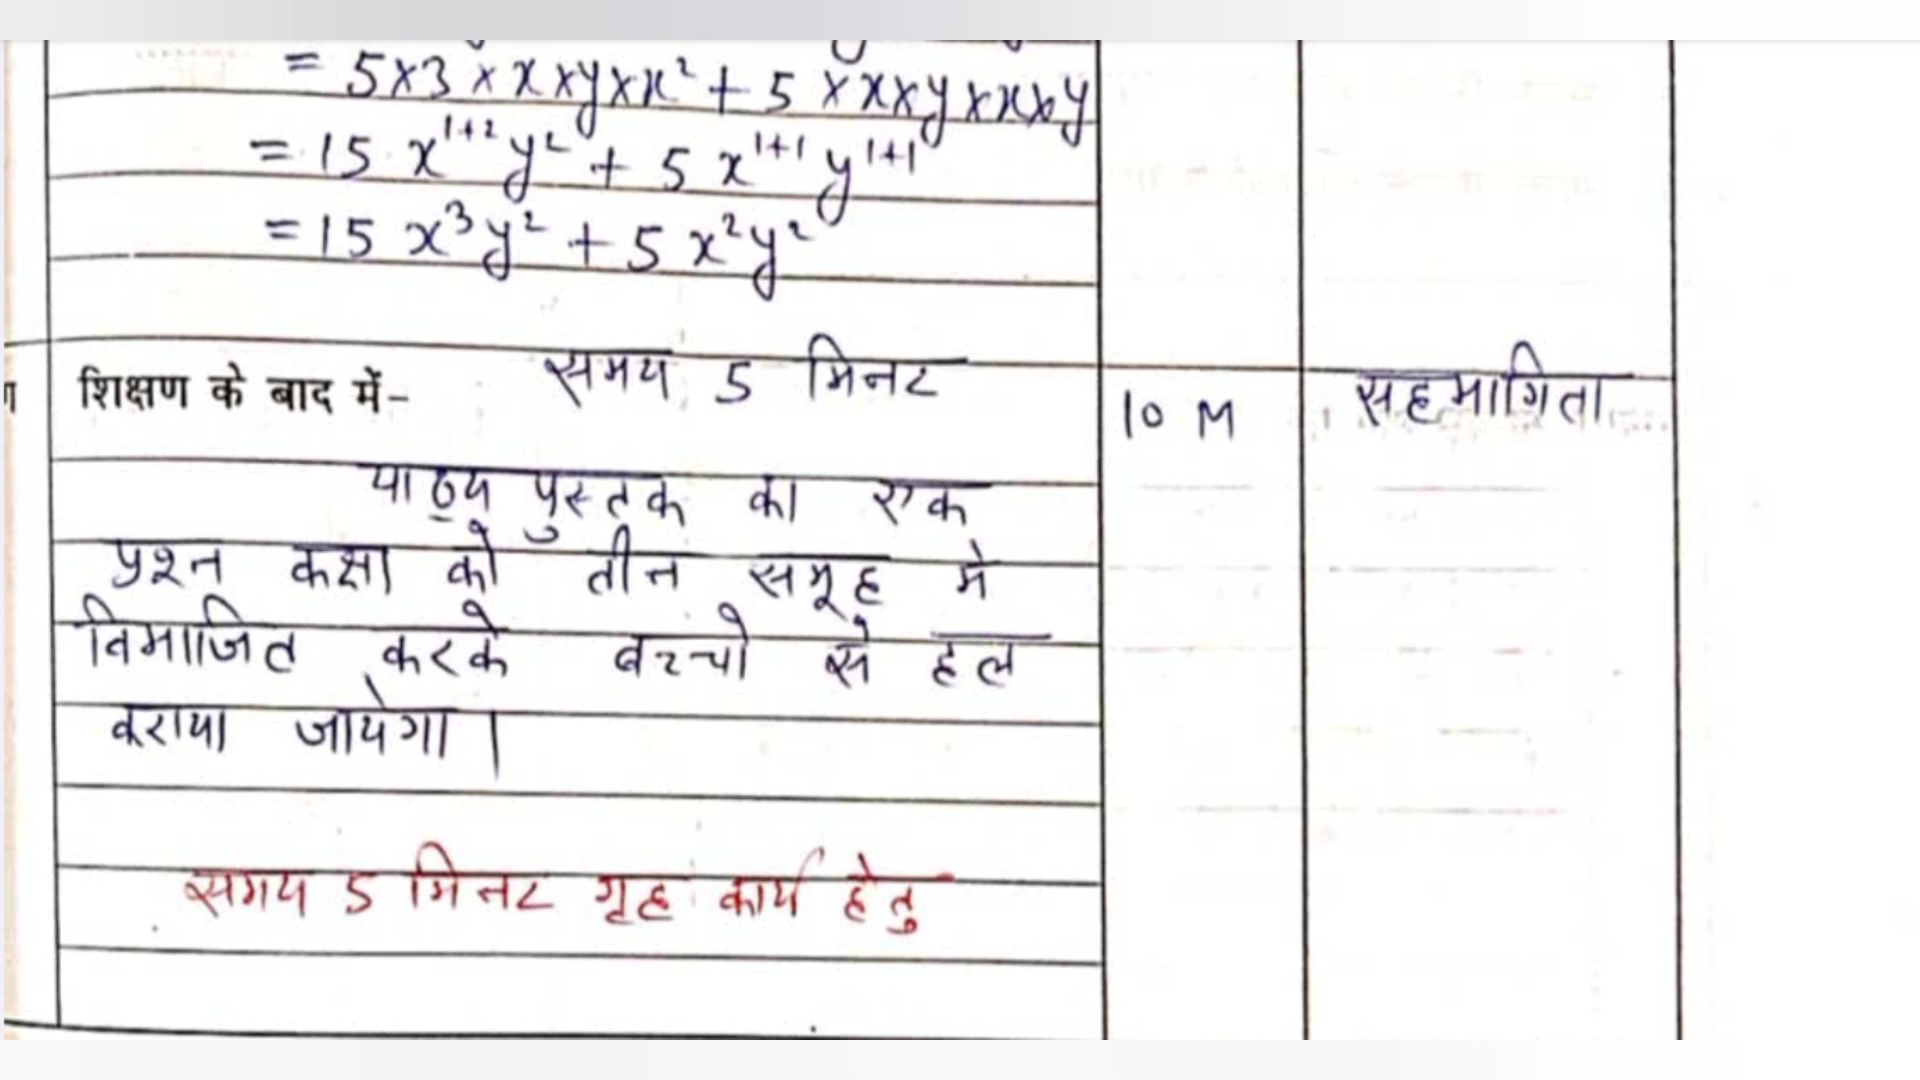 = 5×3×x×y×x² + 5×x×y×x×y
= 15 x¹⁺² y² + 5 x¹⁺¹ y¹⁺¹
= 15 x³y² + 5 x²y²
शिक्षण के बाद में- समय 5 मिनट 10 M सहभागिता
पाठ्य पुस्तक का एक
प्रश्न कक्षा को तीन समूह मे
विभाजित करके बच्चो से हल
कराया जायेगा।
समय 5 मिनट गृह कार्य हेतु